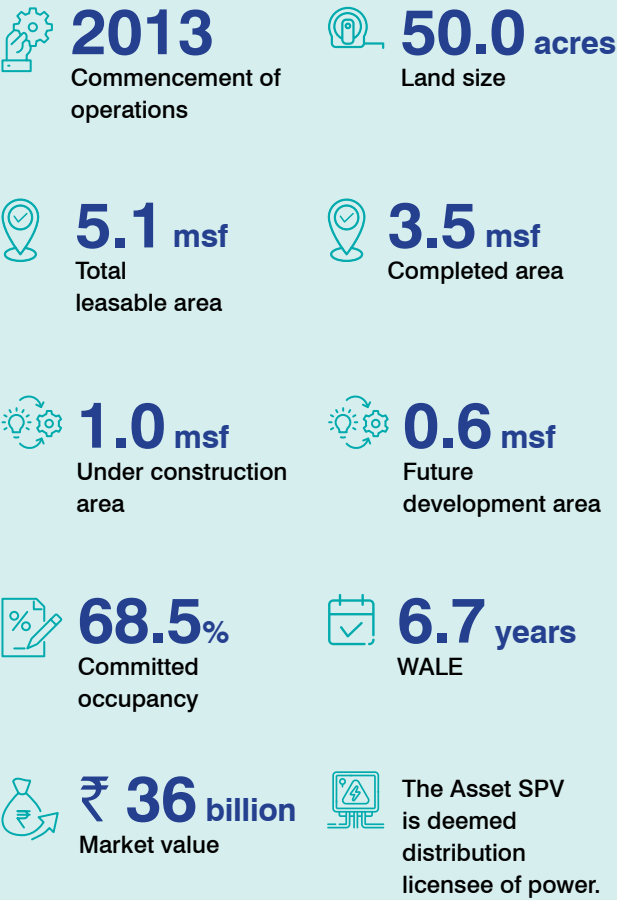 2013
Commencement of
operations
50.0 acres
Land size
5.1 msf
Total
leasable area
3.5 msf
Completed area
1.0 msf
Under construction
area
0.6 msf
Future
development area
%
68.5%
Committed
occupancy
6.7 years
WALE
₹
₹ 36 billion
Market value
The Asset SPV
is deemed
distribution
licensee of power.